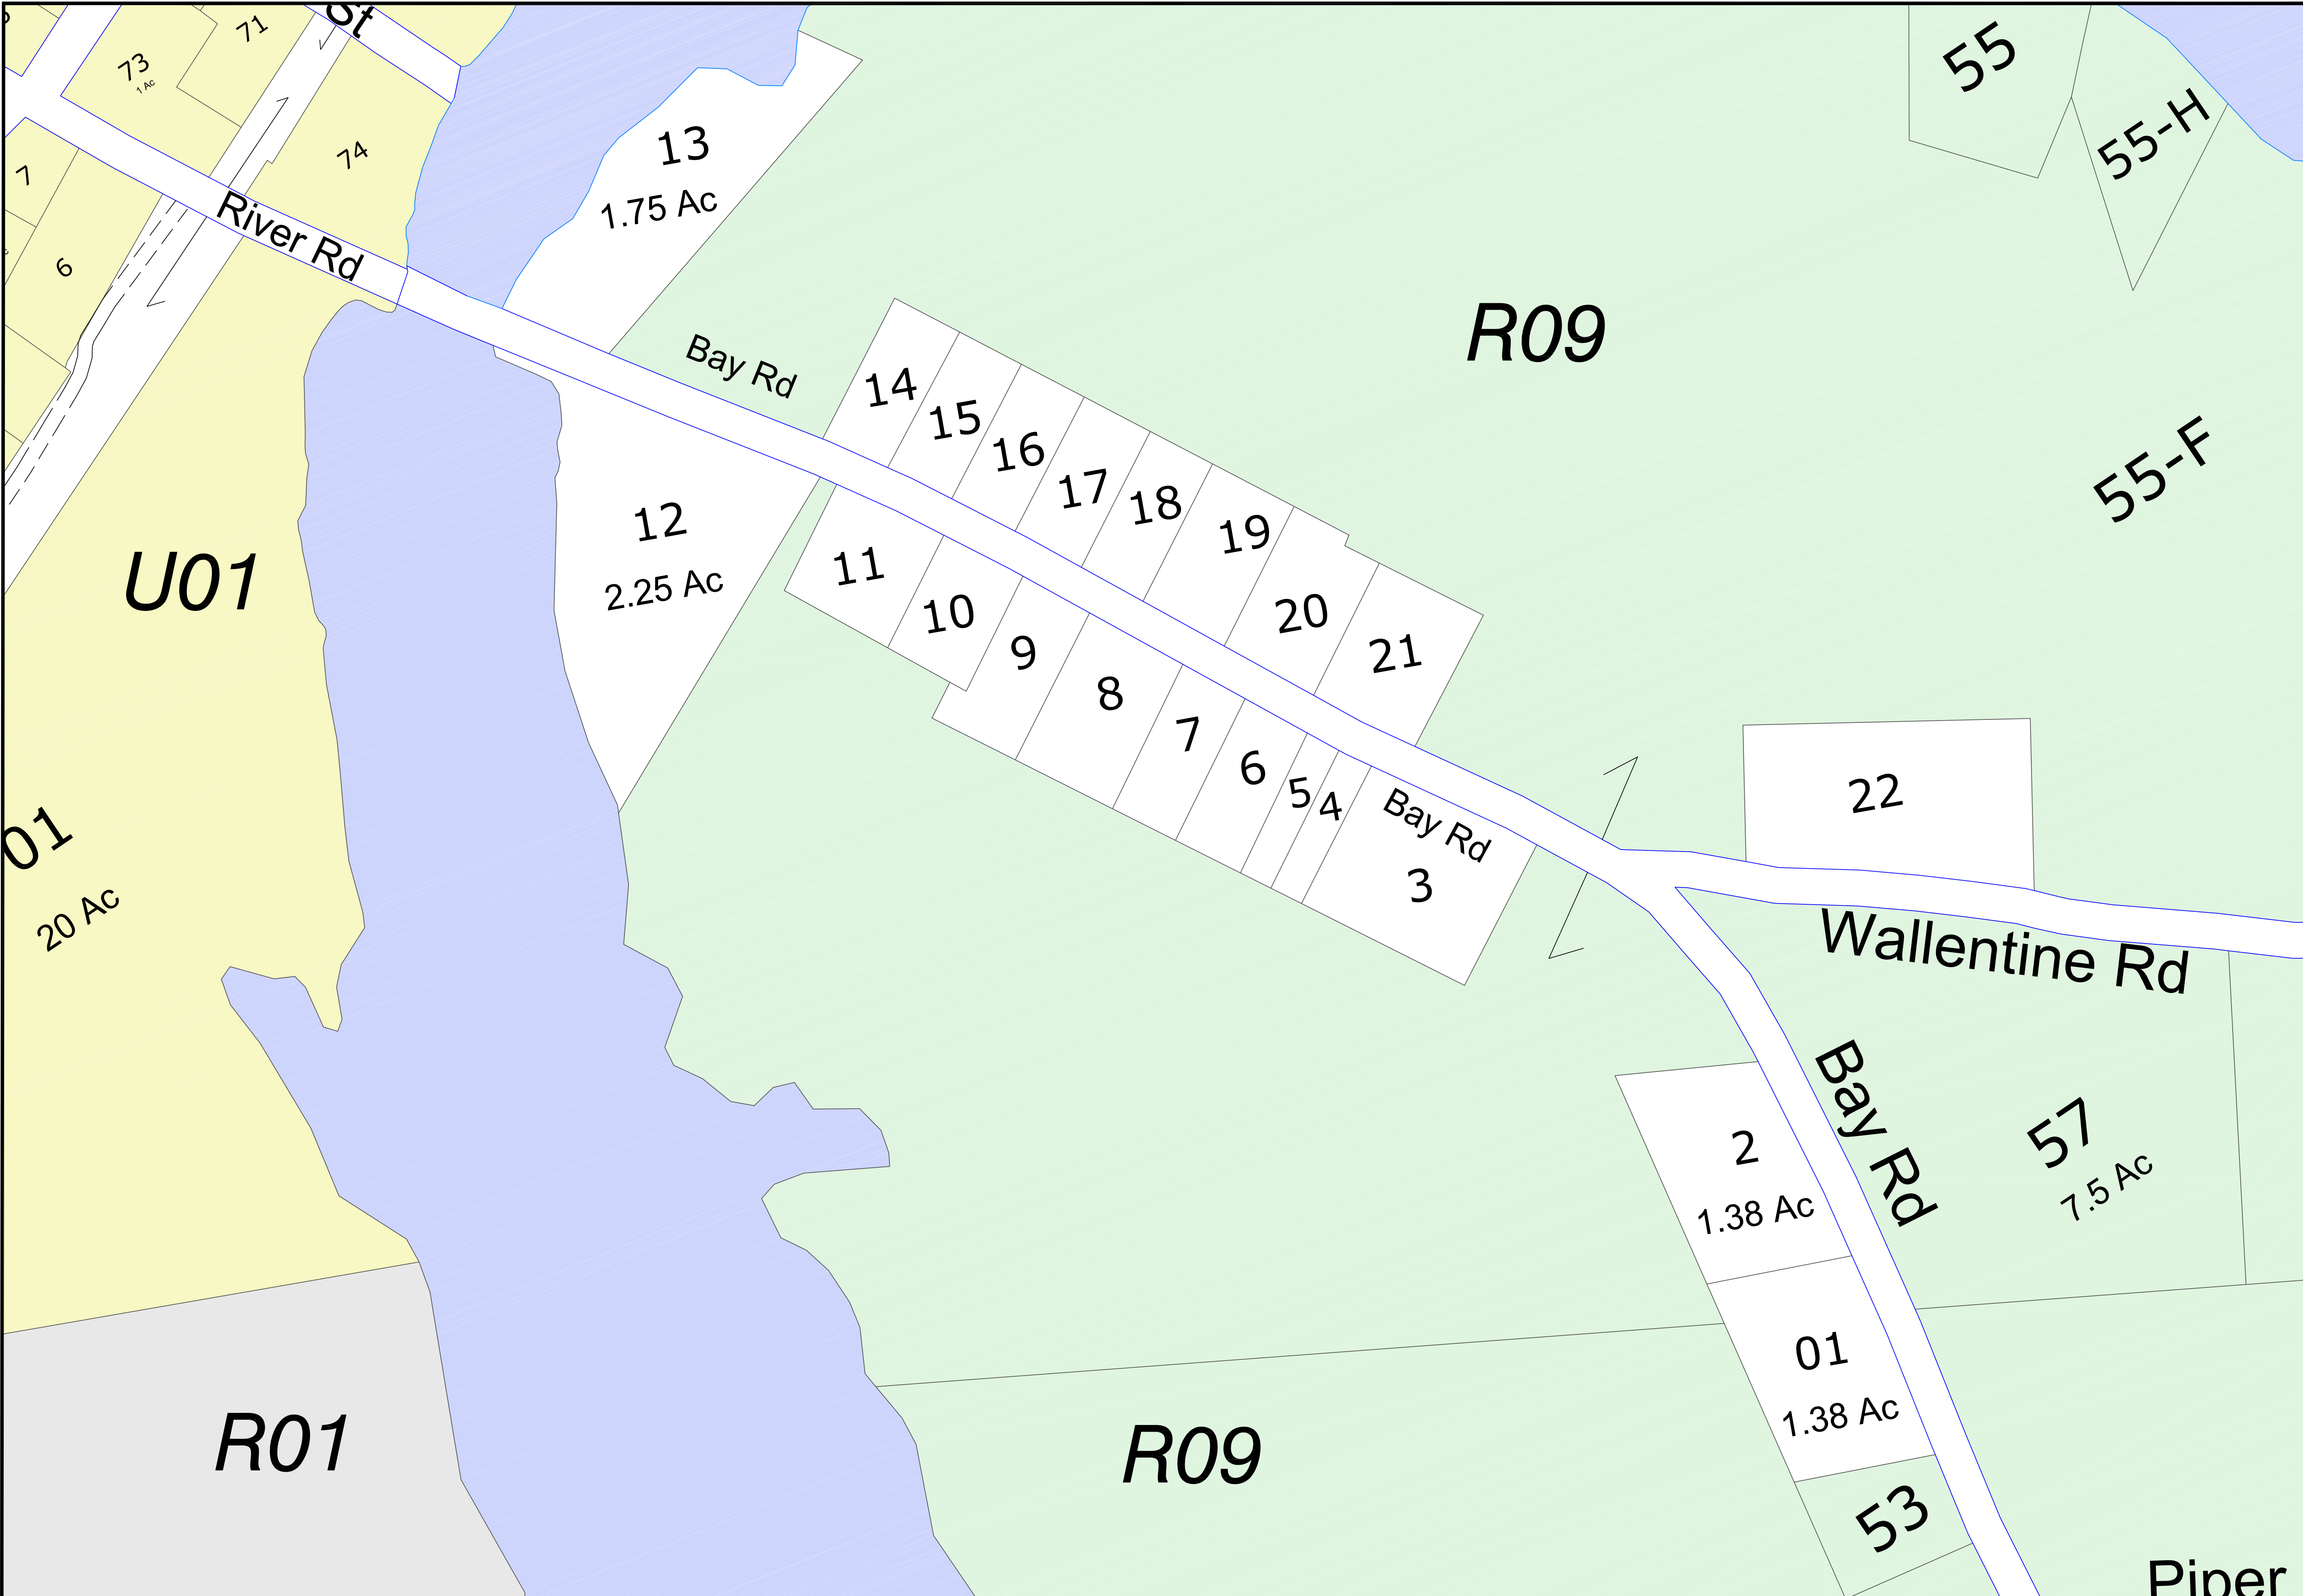 St
71
73
1 Ac
74
7
6
River Rd
13
1.75 Ac
55
55-H
R09
Bay Rd
14
15
16
17
18
19
20
21
55-F
12
2.25 Ac
11
10
9
8
7
6
5
4
Bay Rd
3
U01
01
20 Ac
22
Wallentine Rd
Bay Rd
2
1.38 Ac
57
7.5 Ac
01
1.38 Ac
R01
R09
53
Piper